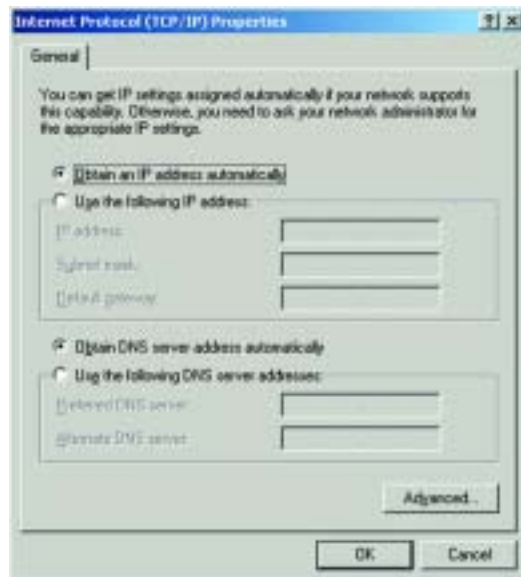 Internet Protocol (TCP/IP) Properties
General
You can get IP settings assigned automatically if your network supports
this capability. Otherwise, you need to ask your network administrator for
the appropriate IP settings.
Obtain an IP address automatically
Use the following IP address:
IP address:
Subnet mask:
Default gateway:
Obtain DNS server address automatically
Use the following DNS server addresses:
Preferred DNS server:
Alternate DNS server:
Advanced...
OK
Cancel